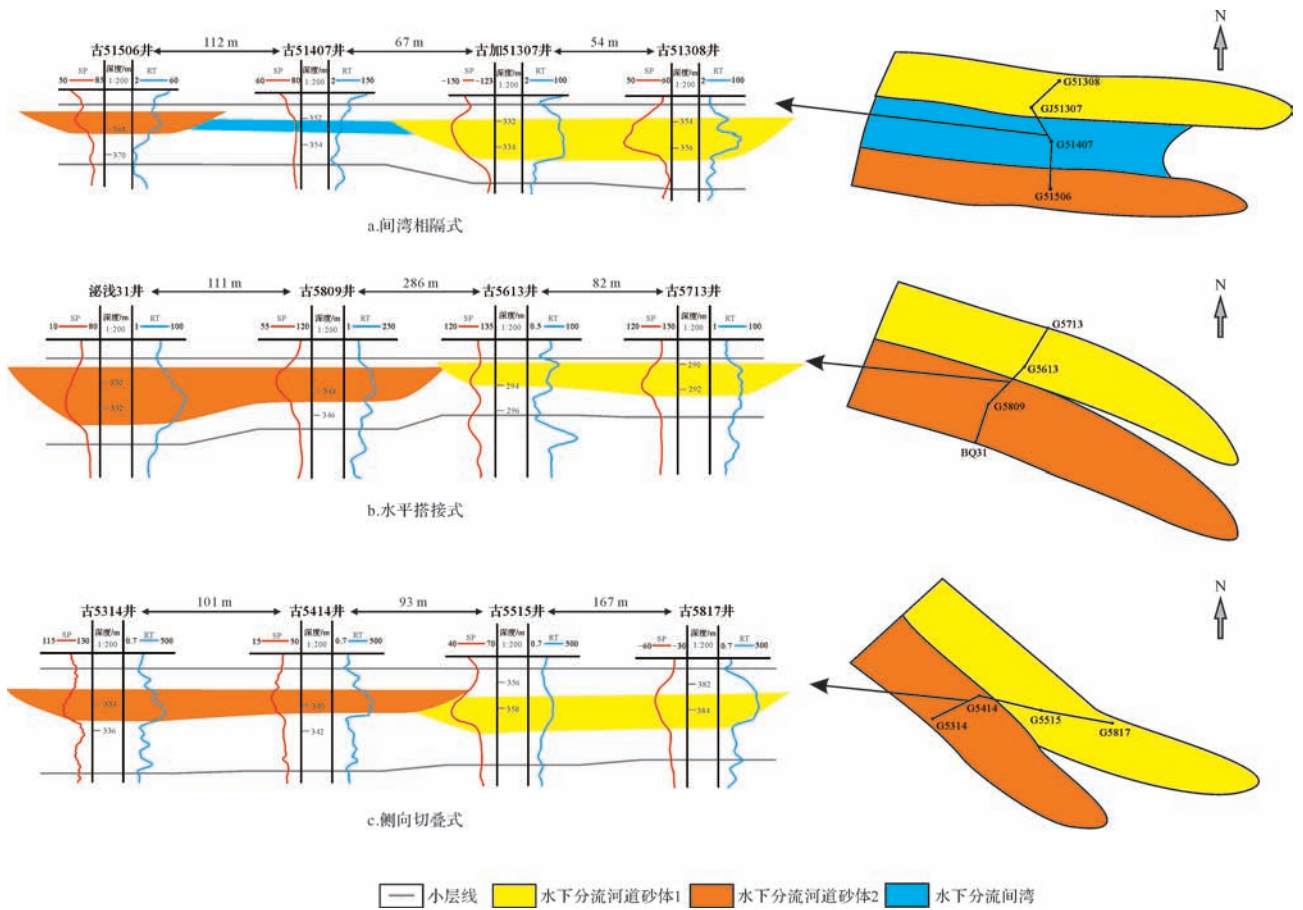 112 m 67 m 54 m
古51506井 古51407井 古加51307井 古51308井
SP 深度/m RT SP 深度/m RT SP 深度/m RT SP 深度/m RT
50 85 1:200 2 60 60 80 1:200 2 150 -150 -123 1:200 2 100 50 60 1:200 2 100
352 332 354
368 354 334 356
370
a.间湾相隔式
N
G51308
GJ51307
G51407
G51506
111 m 286 m 82 m
泌浅31井 古5809井 古5613井 古5713井
SP 深度/m RT SP 深度/m RT SP 深度/m RT SP 深度/m RT
10 80 1:200 1 100 55 120 1:200 1 250 120 135 1:200 0.5 100 120 150 1:200 1 100
290
350 344 294 292
352 346 296
b.水平搭接式
N
G5713
G5613
G5809
BQ31
101 m 93 m 167 m
古5314井 古5414井 古5515井 古5817井
SP 深度/m RT SP 深度/m RT SP 深度/m RT SP 深度/m RT
115 130 1:200 0.7 500 15 50 1:200 0.7 500 40 70 1:200 0.7 500 -60 -30 1:200 0.7 500
356 382
334 340 358 384
336 342
c.侧向切叠式
N
G5414
G5314
G5515
G5817
小层线 水下分流河道砂体1 水下分流河道砂体2 水下分流间湾